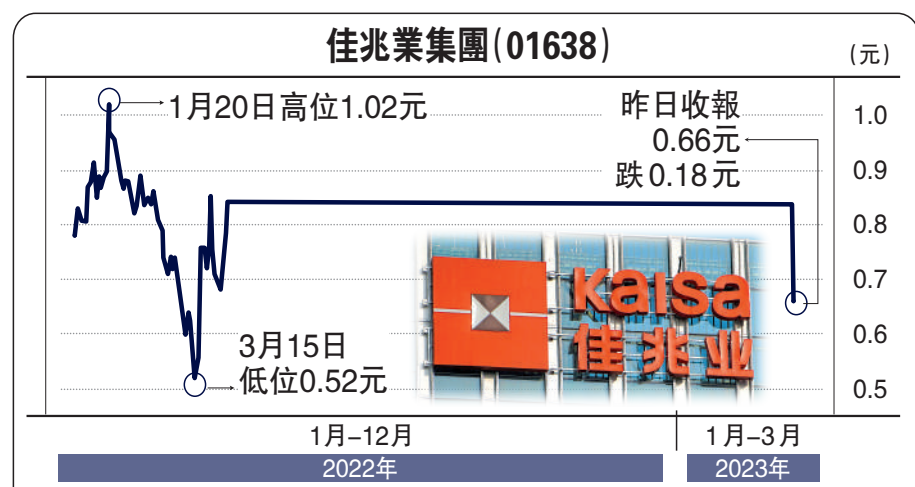 佳兆業集團(01638)
(元)
1月20日高位1.02元
昨日收報
0.66元
跌0.18元
1.0
0.9
0.8
0.7
0.6
0.5
Kaisa
佳兆业
3月15日
低位0.52元
1月–12月
1月–3月
2022年
2023年